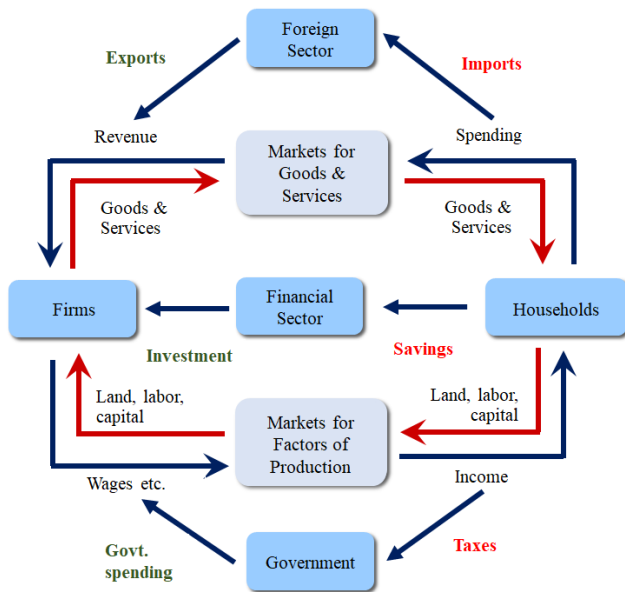 Foreign
Sector
Exports
Imports
Revenue
Spending
Markets for
Goods &
Services
Goods &
Services
Goods &
Services
Firms
Financial
Sector
Households
Investment
Savings
Land, labor,
capital
Land, labor,
capital
Markets for
Factors of
Production
Wages etc.
Income
Govt.
spending
Government
Taxes